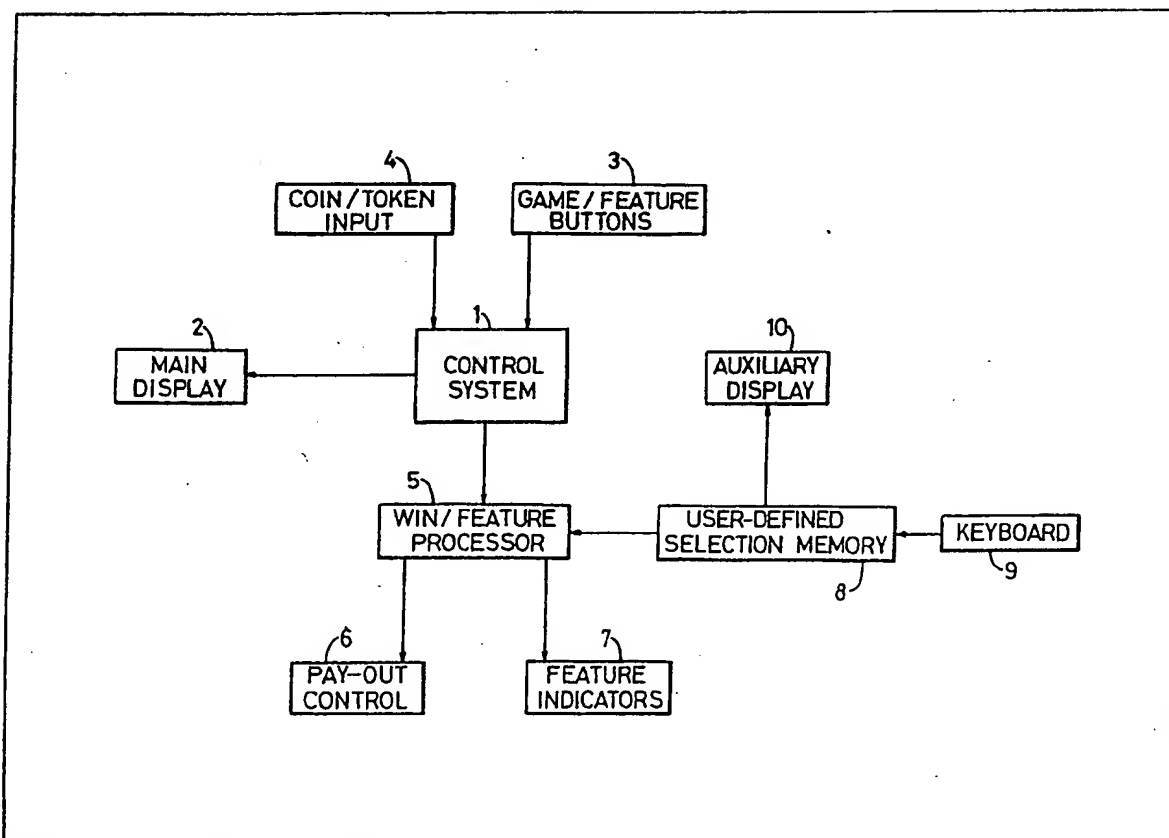 4
COIN/TOKEN
INPUT
3
GAME/FEATURE
BUTTONS
1
CONTROL
SYSTEM
2
MAIN
DISPLAY
10
AUXILIARY
DISPLAY
5
WIN/FEATURE
PROCESSOR
USER-DEFINED
SELECTION MEMORY
8
KEYBOARD
9
6
PAY-OUT
CONTROL
7
FEATURE
INDICATORS